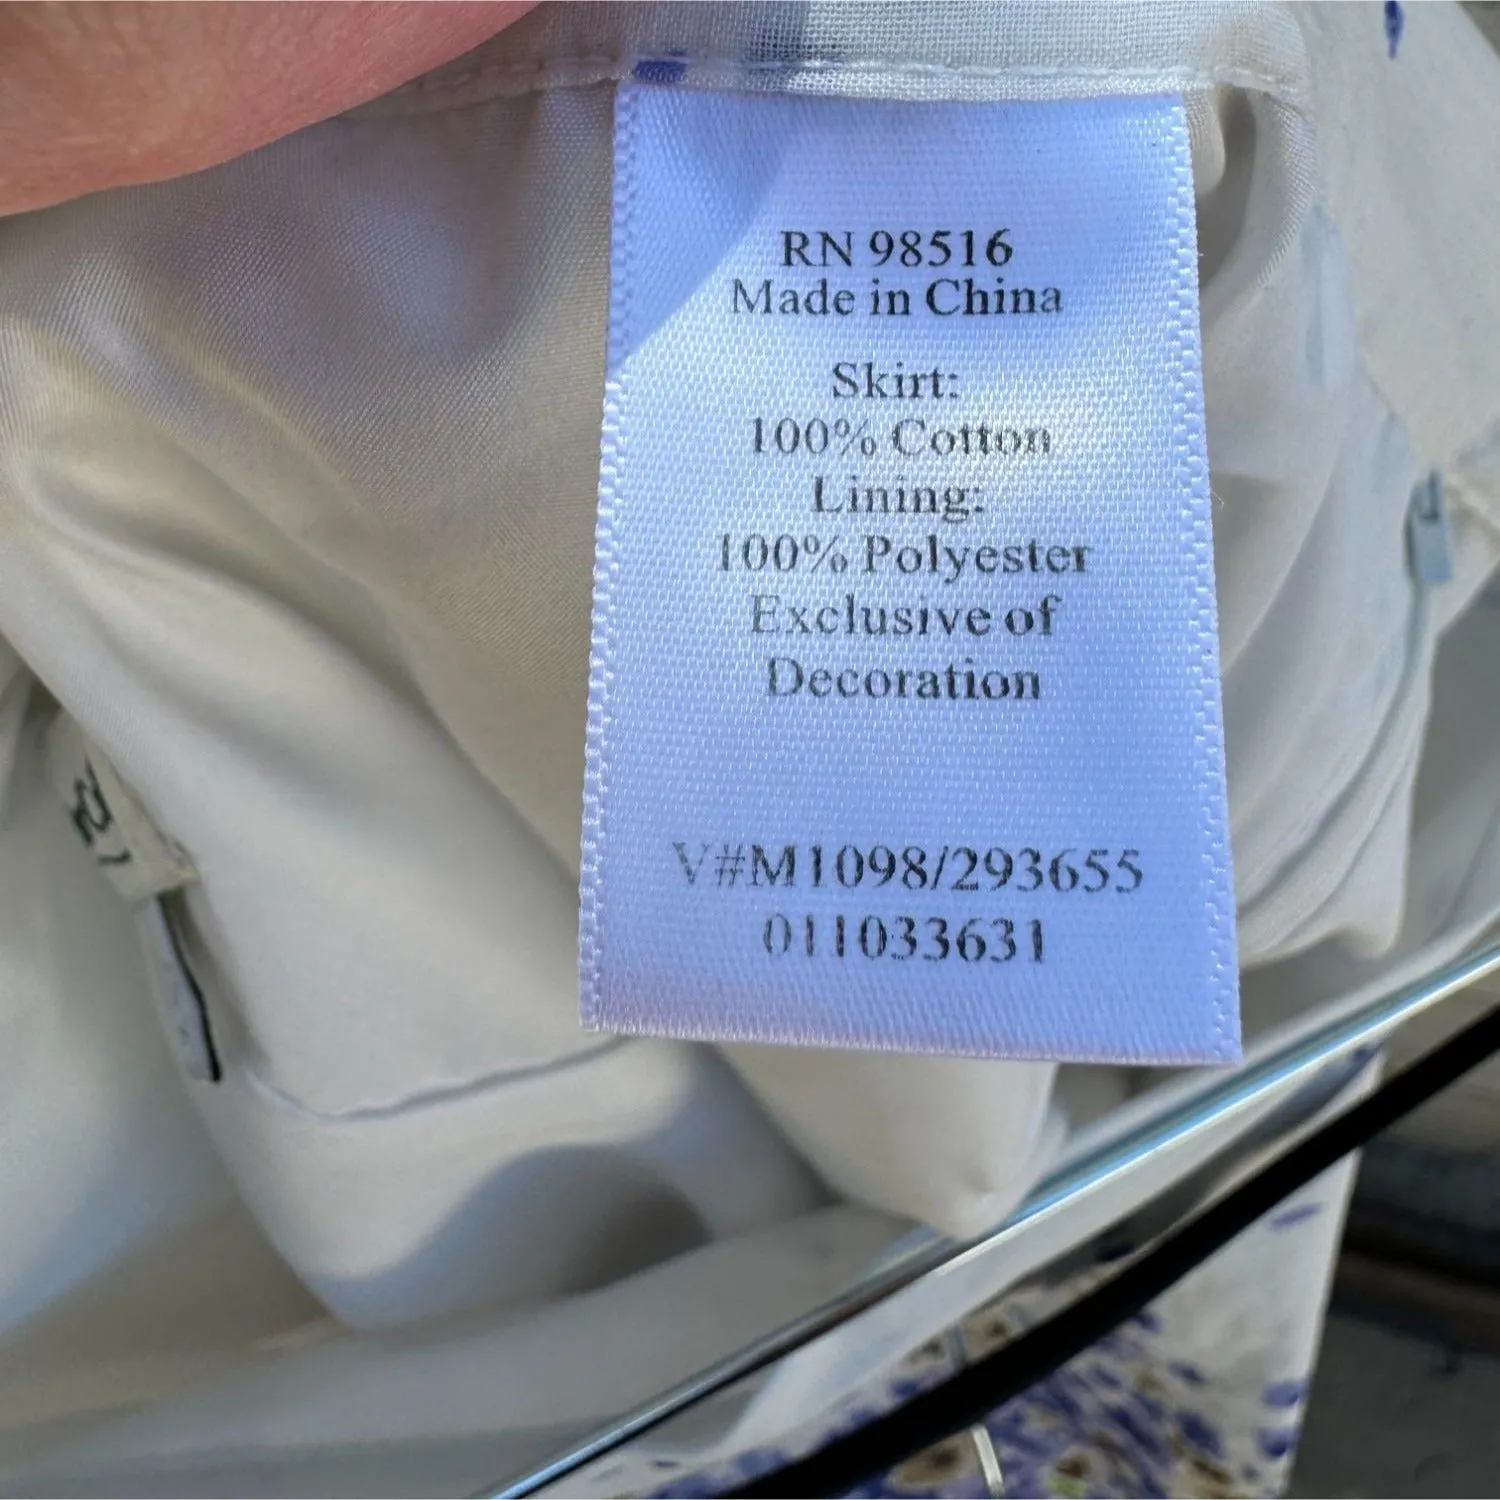 RN 98516
Made in China
Skirt:
100% Cotton
Lining:
100% Polyester
Exclusive of
Decoration
V#M1098/293655
011033631